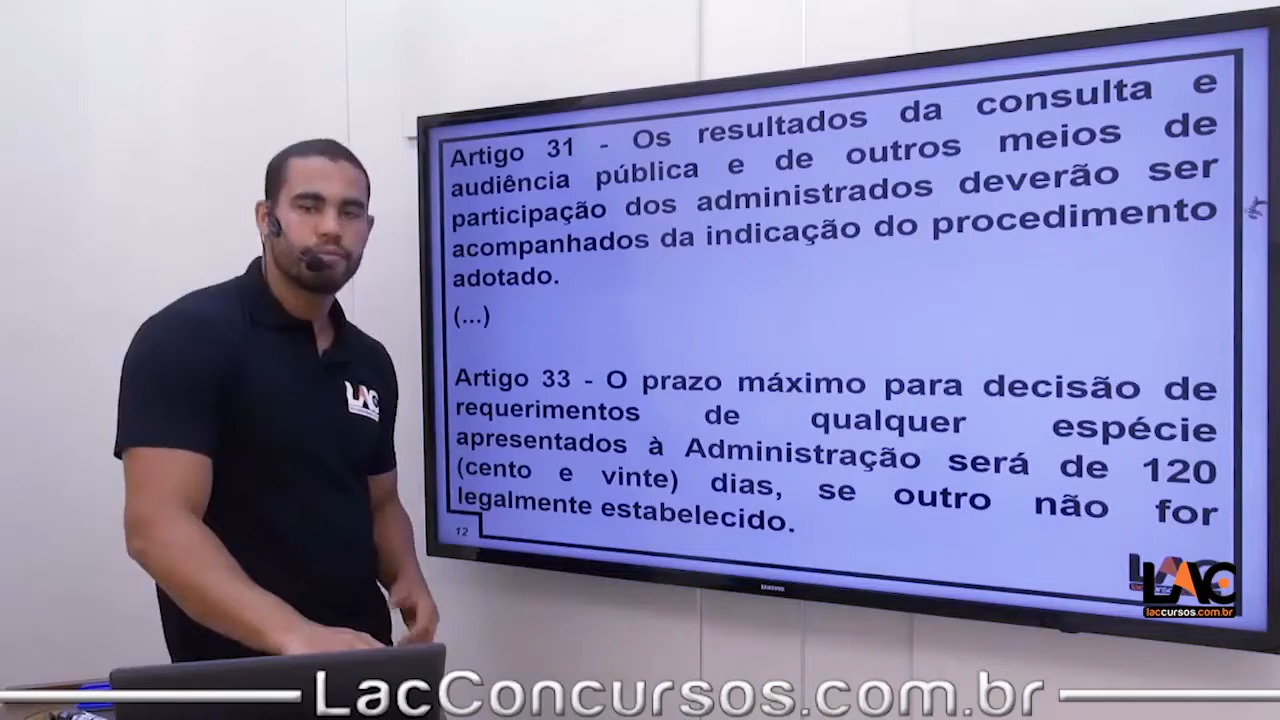 Artigo 31 - Os resultados da consulta e
audiência pública e de outros meios de
participação dos administrados deverão ser
acompanhados da indicação do procedimento
adotado.
(...)
Artigo 33 - O prazo máximo para decisão de
requerimentos de qualquer espécie
apresentados à Administração será de 120
(cento e vinte) dias, se outro não for
legalmente estabelecido.
12
LAC
LAC
laccursos.com.br
SAMSUNG
LacConcursos.com.br